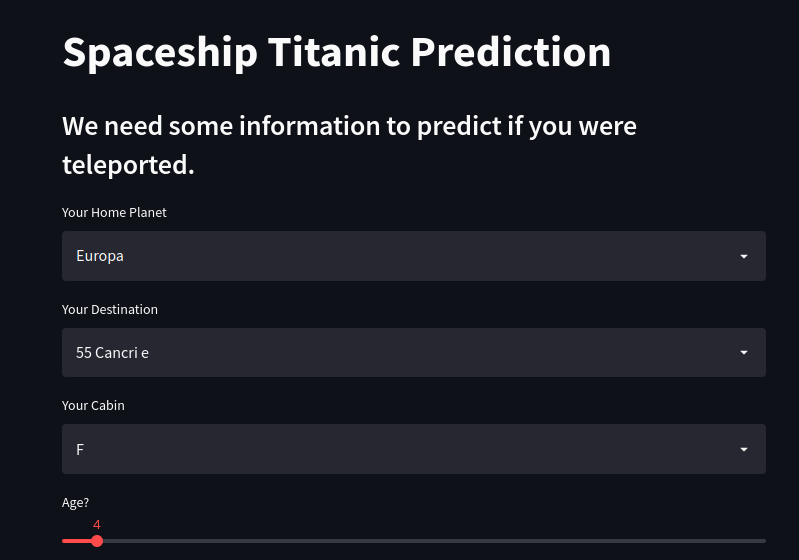 Spaceship Titanic Prediction
We need some information to predict if you were
teleported.
Your Home Planet
Europa
Your Destination
55 Cancri e
Your Cabin
F
Age?
4